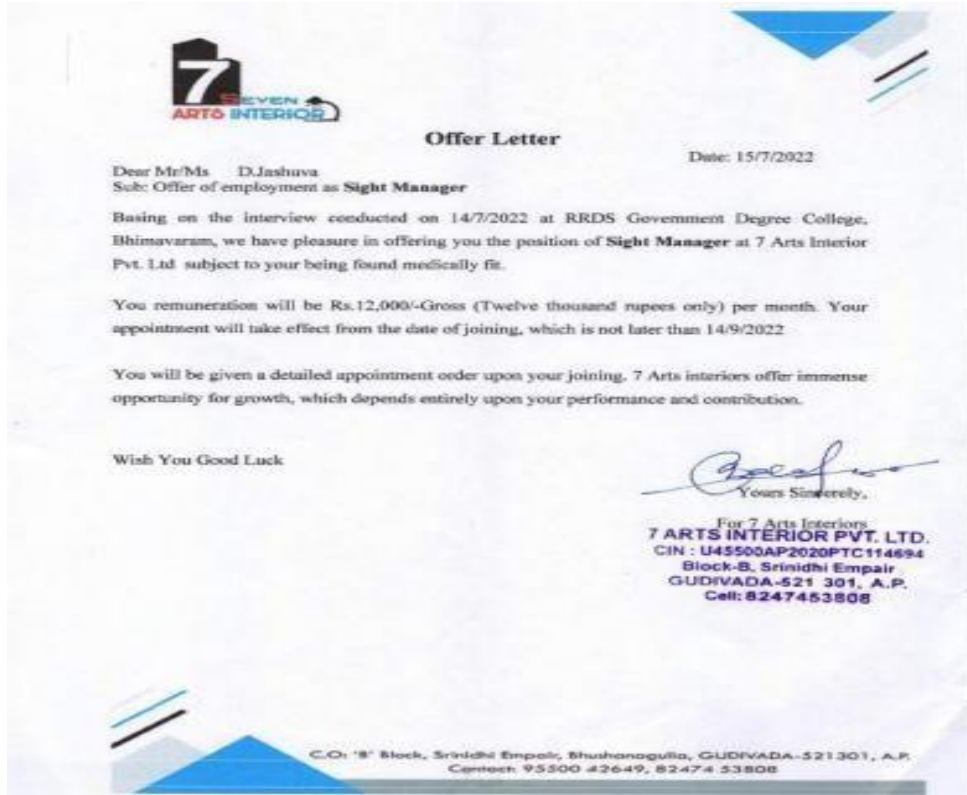 7
SEVEN
ARTS INTERIOR
Offer Letter
Date: 15/7/2022
Dear Mr/Ms D.Jashuva
Sub: Offer of employment as Sight Manager
Basing on the interview conducted on 14/7/2022 at RRDS Government Degree College,
Bhimavaram, we have pleasure in offering you the position of Sight Manager at 7 Arts Interior
Pvt. Ltd subject to your being found medically fit.
You remuneration will be Rs.12,000/-Gross (Twelve thousand rupees only) per month. Your
appointment will take effect from the date of joining, which is not later than 14/9/2022
You will be given a detailed appointment order upon your joining. 7 Arts interiors offer immense
opportunity for growth, which depends entirely upon your performance and contribution.
Wish You Good Luck
Yours Sincerely,
For 7 Arts Interiors
7 ARTS INTERIOR PVT. LTD.
CIN : U45500AP2020PTC114694
Block-B, Srinidhi Empair
GUDIVADA-521 301, A.P.
Cell: 8247453808
C.O: 'B' Block, Srinidhi Empair, Bhushanagulla, GUDIVADA-521301, A.P.
Contact: 95500 42649, 82474 53808